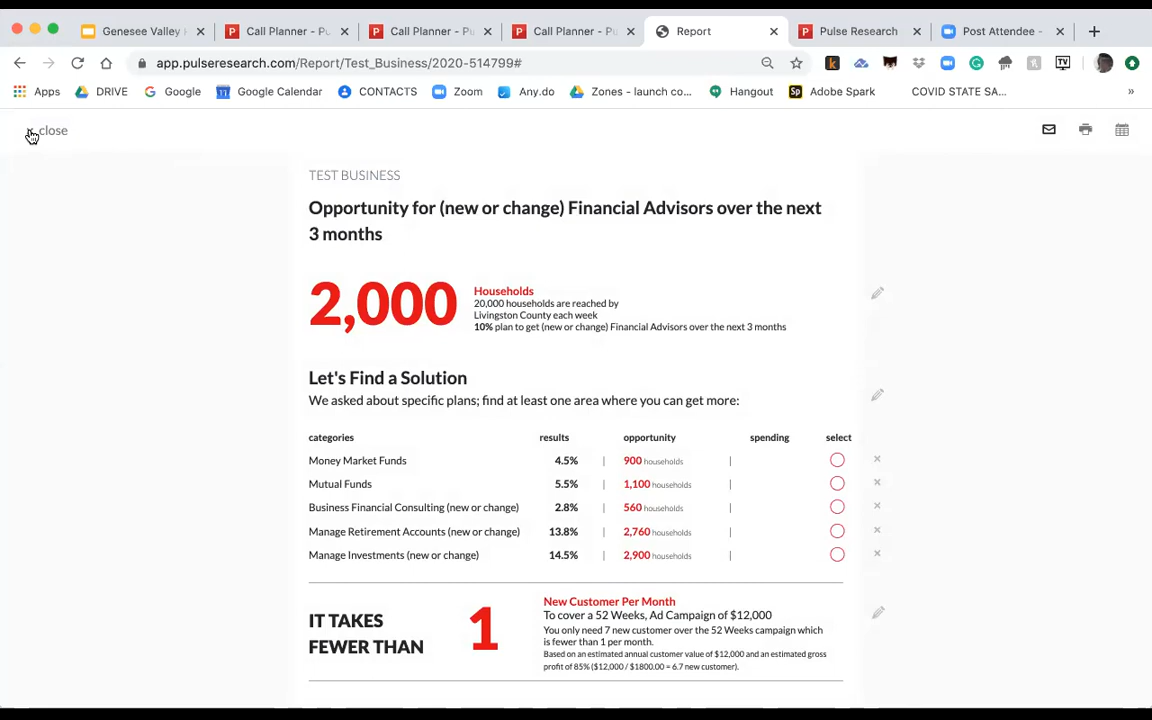 Genesee Valley
Call Planner - Pu
Call Planner - Pu
Call Planner - Pu
Report
Pulse Research
Post Attendee -
app.pulseresearch.com/Report/Test_Business/2020-514799#
Apps
DRIVE
Google
Google Calendar
CONTACTS
Zoom
Any.do
Zones - launch co...
Hangout
Adobe Spark
COVID STATE SA...
»
close
TEST BUSINESS
Opportunity for (new or change) Financial Advisors over the next
3 months
2,000
Households
20,000 households are reached by
Livingston County each week
10% plan to get (new or change) Financial Advisors over the next 3 months
Let's Find a Solution
We asked about specific plans; find at least one area where you can get more:
categories results opportunity spending select
Money Market Funds 4.5% | 900 households |
Mutual Funds 5.5% | 1,100 households |
Business Financial Consulting (new or change) 2.8% | 560 households |
Manage Retirement Accounts (new or change) 13.8% | 2,760 households |
Manage Investments (new or change) 14.5% | 2,900 households |
IT TAKES
FEWER THAN
1
New Customer Per Month
To cover a 52 Weeks, Ad Campaign of $12,000
You only need 7 new customer over the 52 Weeks campaign which
is fewer than 1 per month.
Based on an estimated annual customer value of $12,000 and an estimated gross
profit of 85% ($12,000 / $1800.00 = 6.7 new customer).